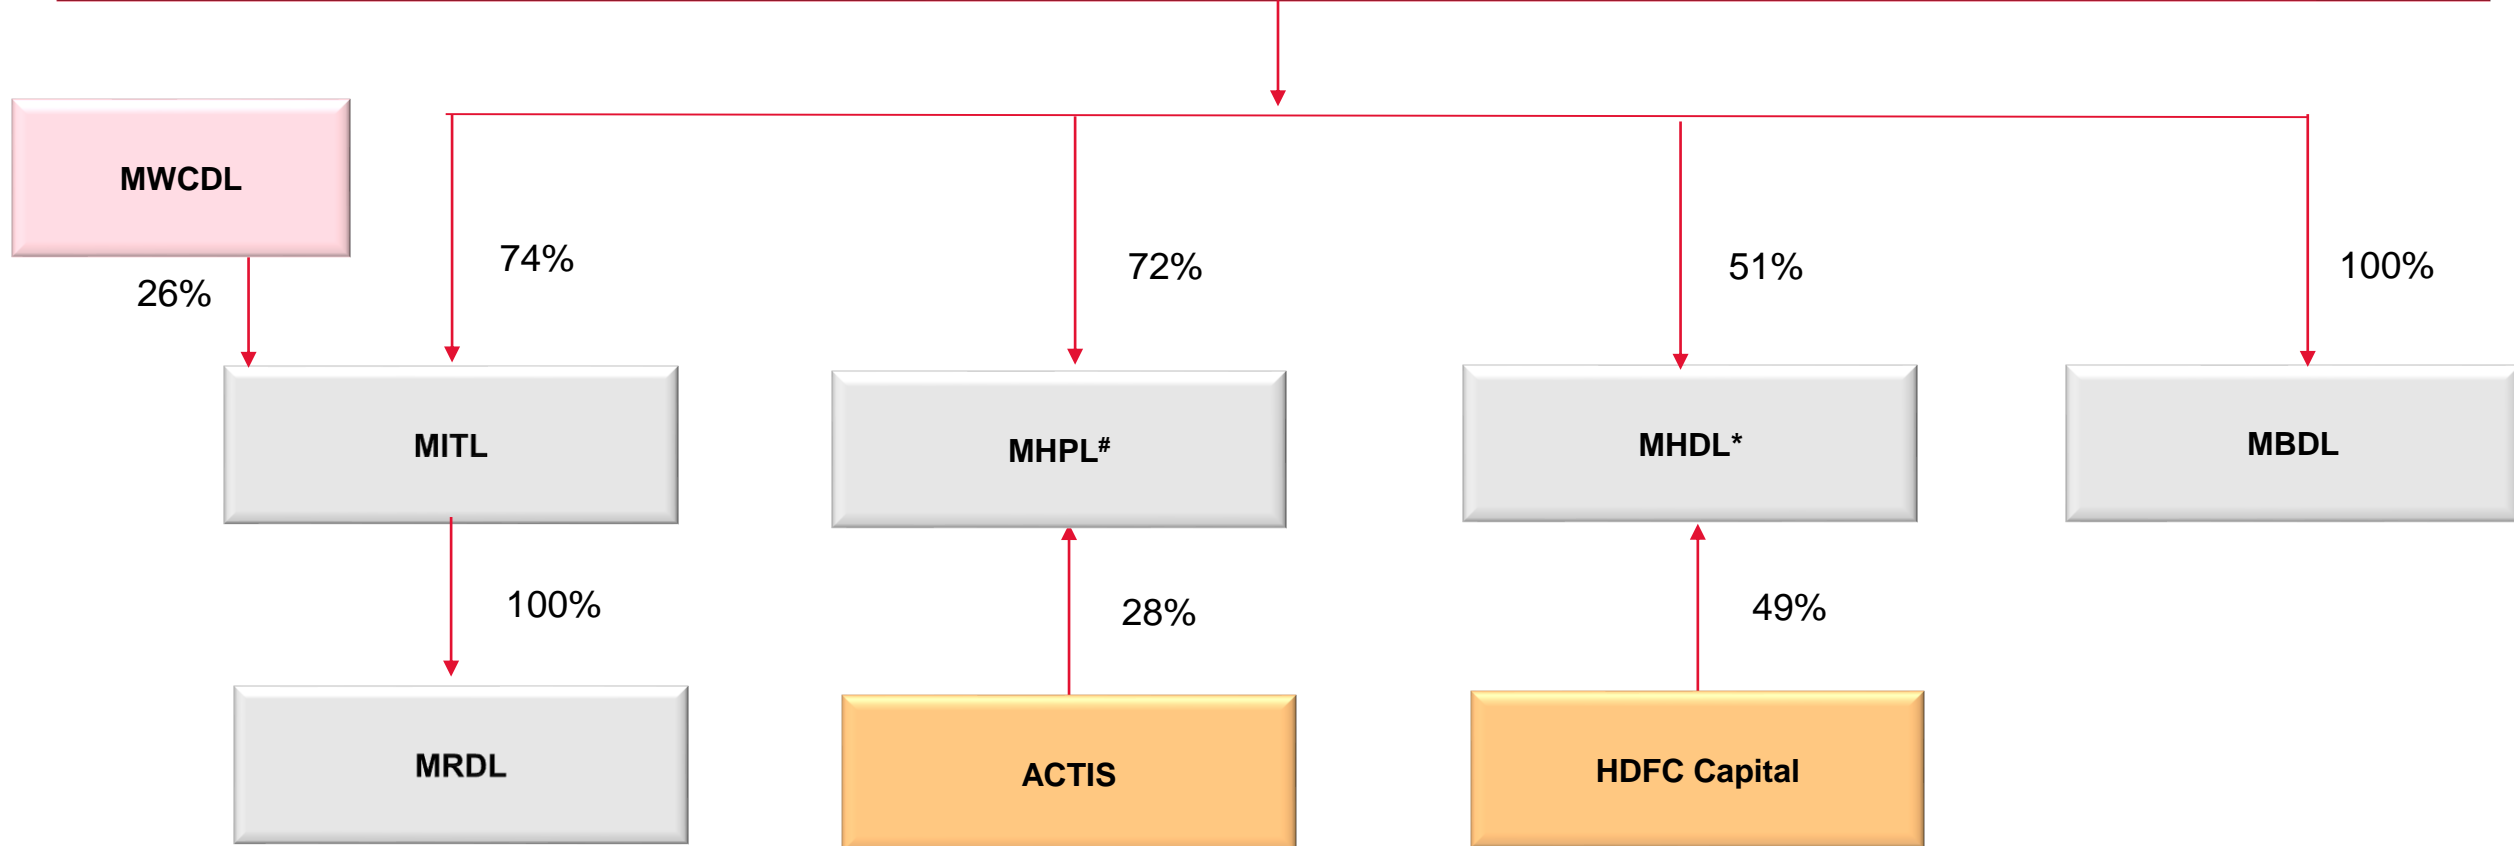 MWCDL
26%
74%
72%
51%
100%
MITL
MHPL#
MHDL*
MBDL
100%
28%
49%
MRDL
ACTIS
HDFC Capital